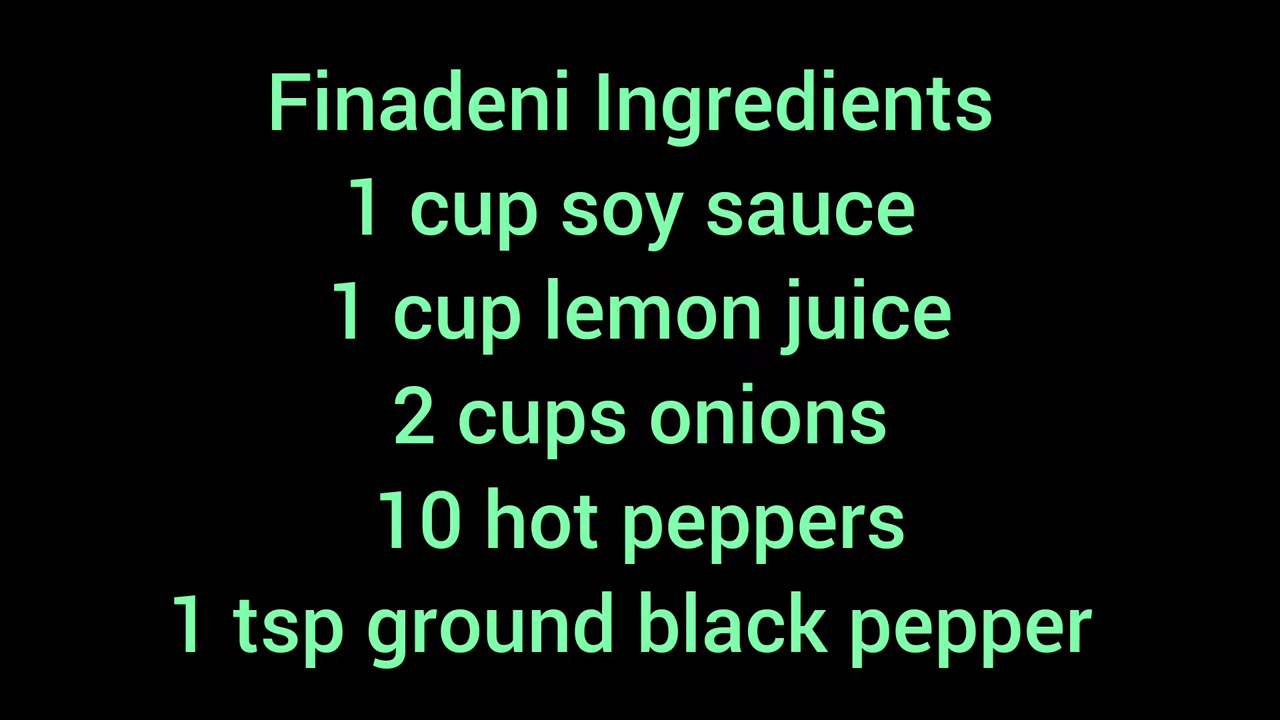 Finadeni Ingredients
1 cup soy sauce
1 cup lemon juice
2 cups onions
10 hot peppers
1 tsp ground black pepper